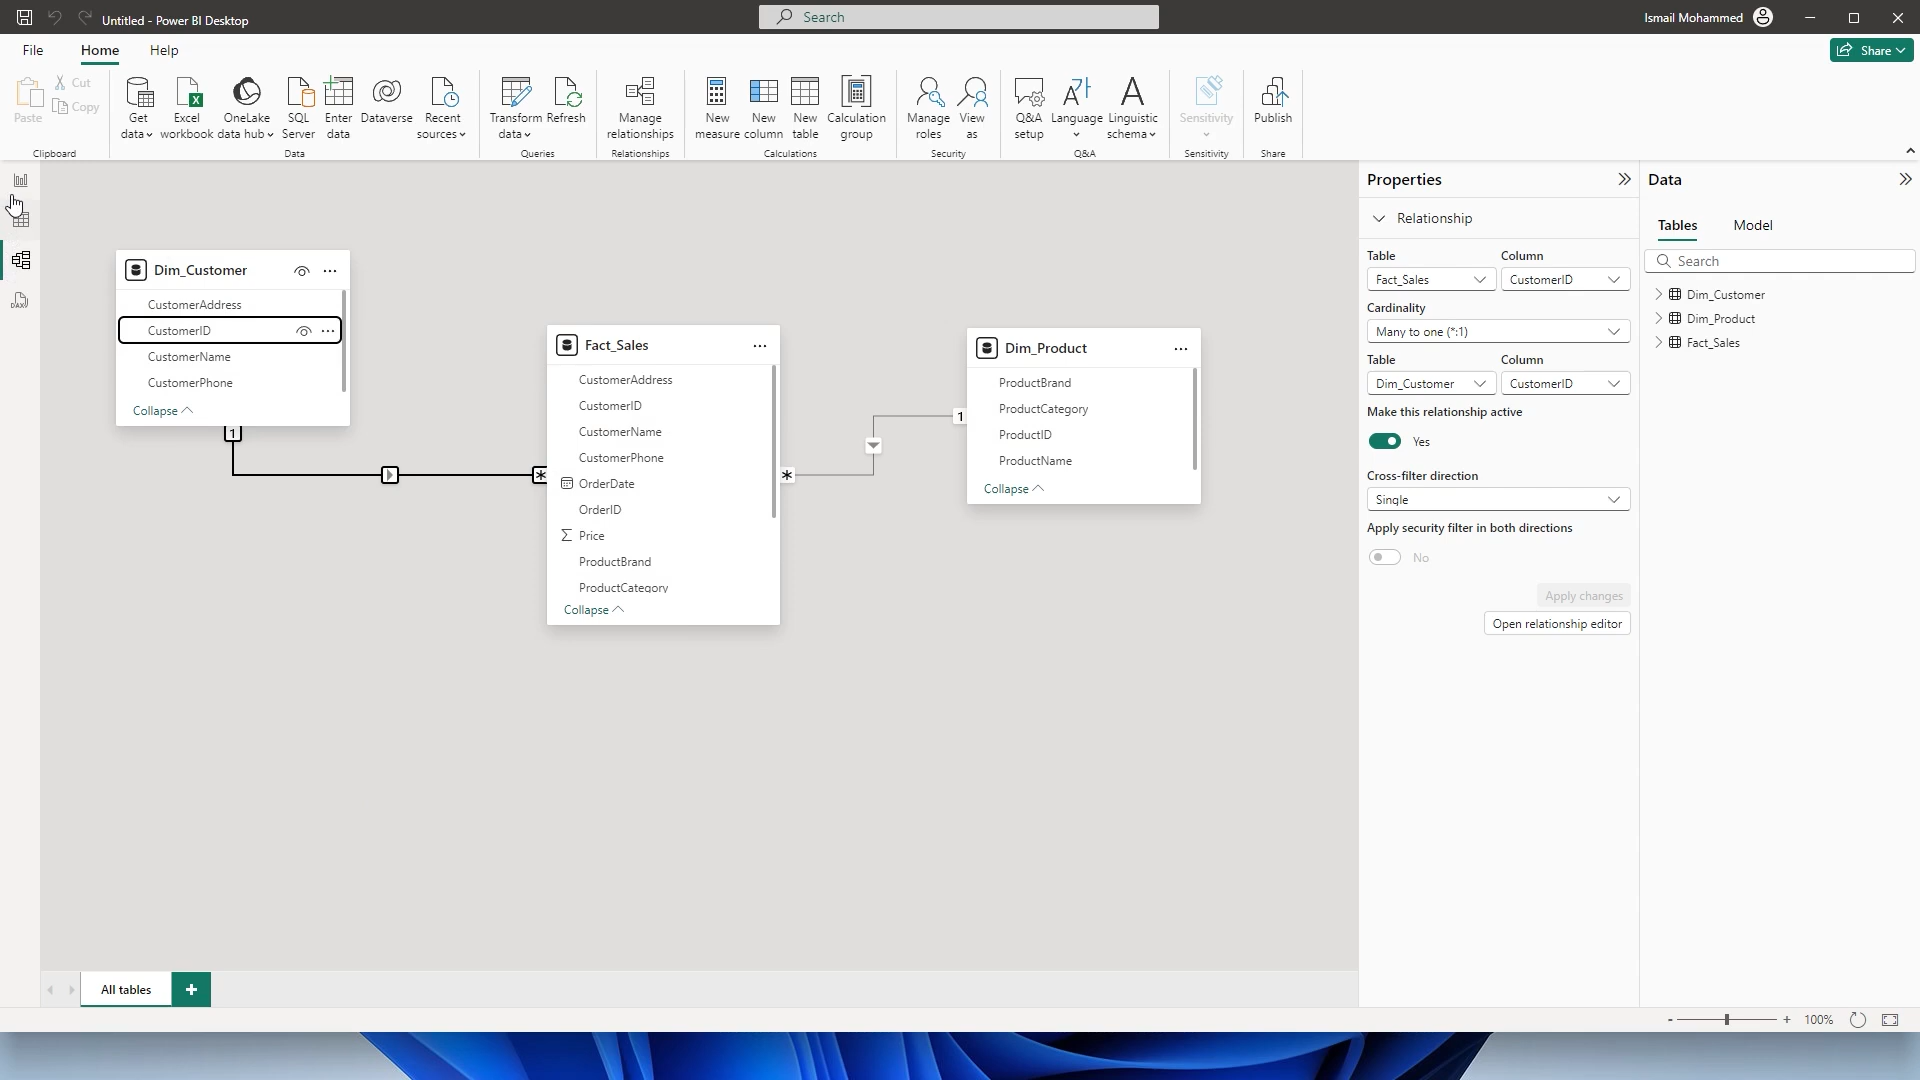 Untitled - Power BI Desktop
Search
Ismail Mohammed
File
Home
Help
Share
Paste
Cut
Copy
Clipboard
Get data
Excel workbook
OneLake data hub
SQL Server
Enter data
Dataverse
Recent sources
Data
Transform data
Refresh
Queries
Manage relationships
Relationships
New measure
New column
New table
Calculation group
Calculations
Manage roles
View as
Security
Q&A setup
Language
Linguistic schema
Q&A
Sensitivity
Sensitivity
Publish
Share
DAX
Dim_Customer
CustomerAddress
CustomerID
CustomerName
CustomerPhone
Collapse
1
*
Fact_Sales
CustomerAddress
CustomerID
CustomerName
CustomerPhone
OrderDate
OrderID
Price
ProductBrand
ProductCategory
Collapse
*
1
Dim_Product
ProductBrand
ProductCategory
ProductID
ProductName
Collapse
Properties
Relationship
Table
Column
Fact_Sales
CustomerID
Cardinality
Many to one (*:1)
Table
Column
Dim_Customer
CustomerID
Make this relationship active
Yes
Cross-filter direction
Single
Apply security filter in both directions
No
Apply changes
Open relationship editor
Data
Tables
Model
Search
Dim_Customer
Dim_Product
Fact_Sales
All tables
+
- + 100%